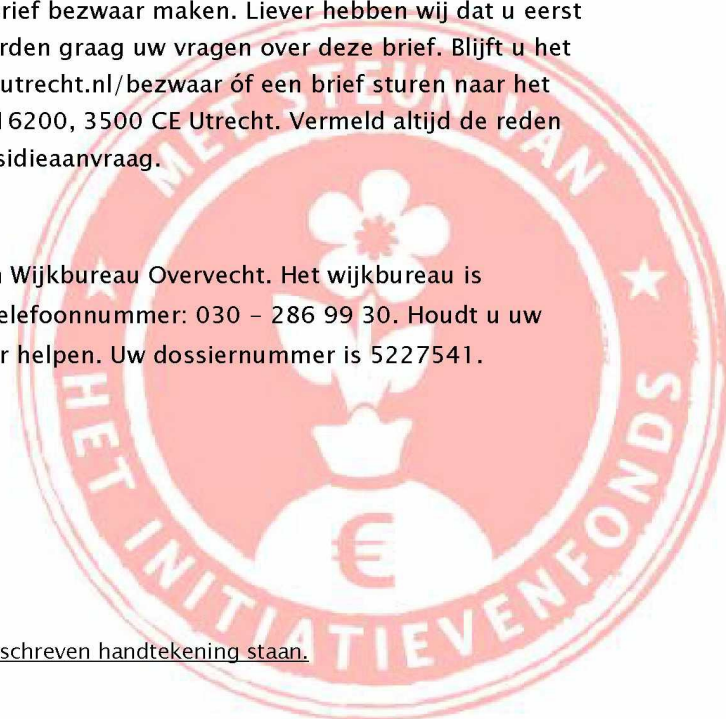 rief bezwaar maken. Liever hebben wij dat u eerst
rden graag uw vragen over deze brief. Blijft u het
utrecht.nl/bezwaar óf een brief sturen naar het
16200, 3500 CE Utrecht. Vermeld altijd de reden
sidieaanvraag.
Wijkbureau Overvecht. Het wijkbureau is
elefoonnummer: 030 – 286 99 30. Houdt u uw
r helpen. Uw dossiernummer is 5227541.
schreven handtekening staan.
MET STEUN VAN
HET INITIATIEVENFONDS
€